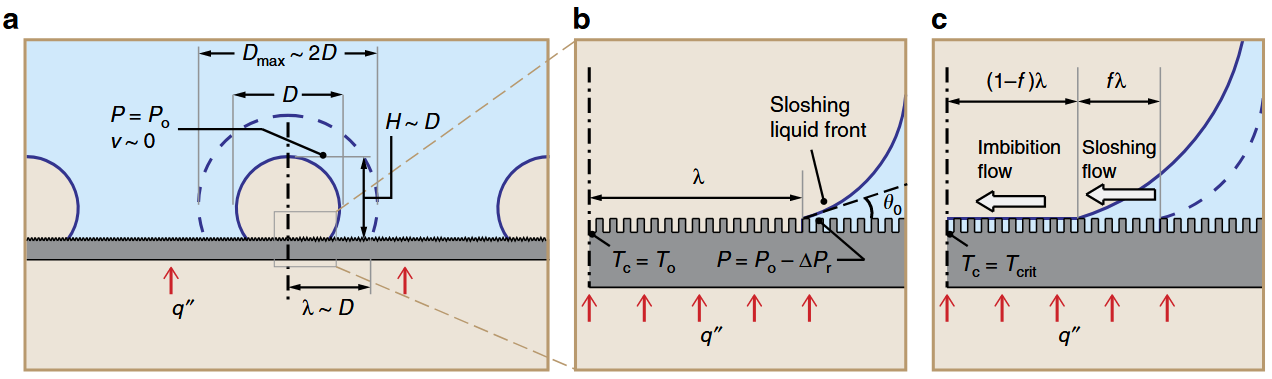 a
D_max ~ 2D
D
P = P_o
v ~ 0
H ~ D
q″
λ ~ D
b
Sloshing
liquid front
λ
θ_0
T_c = T_o
P = P_o − ΔP_r
q″
c
(1–f)λ
fλ
Imbibition
flow
Sloshing
flow
T_c = T_crit
q″